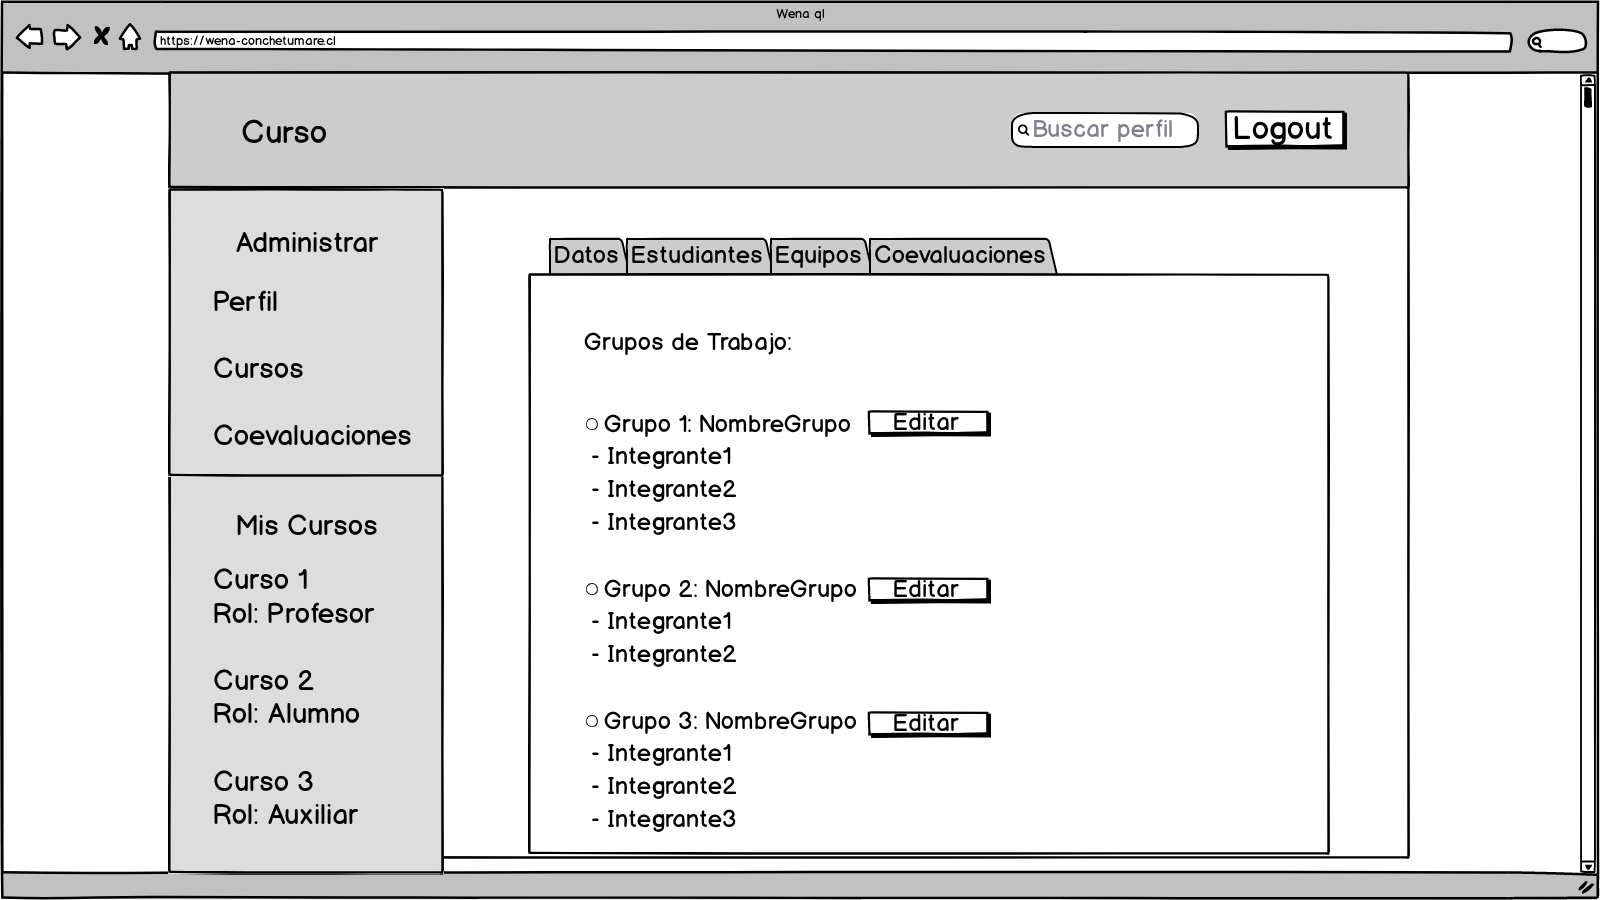 Wena ql
https://wena-conchetumare.cl
Curso
Buscar perfil
Logout
Administrar
Perfil
Cursos
Coevaluaciones
Mis Cursos
Curso 1
Rol: Profesor
Curso 2
Rol: Alumno
Curso 3
Rol: Auxiliar
Datos Estudiantes Equipos Coevaluaciones
Grupos de Trabajo:
Grupo 1: NombreGrupo Editar
- Integrante1
- Integrante2
- Integrante3
Grupo 2: NombreGrupo Editar
- Integrante1
- Integrante2
Grupo 3: NombreGrupo Editar
- Integrante1
- Integrante2
- Integrante3